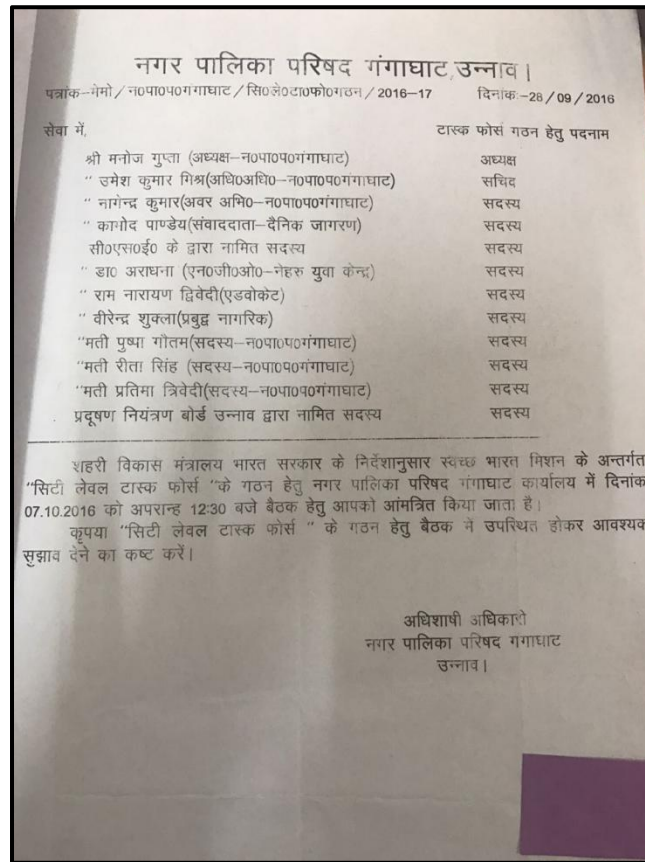 नगर पालिका परिषद गंगाघाट,उन्नाव।
पत्रांक–मेमो/न0पा0प0गंगाघाट/सि0ले0टा0फो0गठन/2016–17 दिनांकः–28/09/2016
सेवा में, टास्क फोर्स गठन हेतु पदनाम
श्री मनोज गुप्ता (अध्यक्ष–न0पा0प0गंगाघाट) अध्यक्ष
" उमेश कुमार मिश्र(अधि0अधि0–न0पा0प0गंगाघाट) सचिव
" नागेन्द्र कुमार(अवर अभि0–न0पा0प0गंगाघाट) सदस्य
" कामोद पाण्डेय(संवाददाता–दैनिक जागरण) सदस्य
सी0एस0ई0 के द्वारा नामित सदस्य सदस्य
" डा0 अराधना (एन0जी0ओ0–नेहरु युवा केन्द्र) सदस्य
" राम नारायण द्विवेदी(एडवोकेट) सदस्य
" वीरेन्द्र शुक्ला(प्रबुद्व नागरिक) सदस्य
"मती पुष्पा गौतम(सदस्य–न0पा0प0गंगाघाट) सदस्य
"मती रीता सिंह (सदस्य–न0पा0प0गंगाघाट) सदस्य
"मती प्रतिमा त्रिवेदी(सदस्य–न0पा0प0गंगाघाट) सदस्य
प्रदूषण नियंत्रण बोर्ड उन्नाव द्वारा नामित सदस्य सदस्य
शहरी विकास मंत्रालय भारत सरकार के निर्देशानुसार स्वच्छ भारत मिशन के अन्तर्गत
"सिटी लेवल टास्क फोर्स "के गठन हेतु नगर पालिका परिषद गंगाघाट कार्यालय में दिनांक
07.10.2016 को अपरान्ह 12:30 बजे बैठक हेतु आपको आंमत्रित किया जाता है।
कृपया "सिटी लेवल टास्क फोर्स " के गठन हेतु बैठक में उपस्थित होकर आवश्यक
सुझाव देने का कष्ट करें।
अधिशाषी अधिकारी
नगर पालिका परिषद गंगाघाट
उन्नाव।